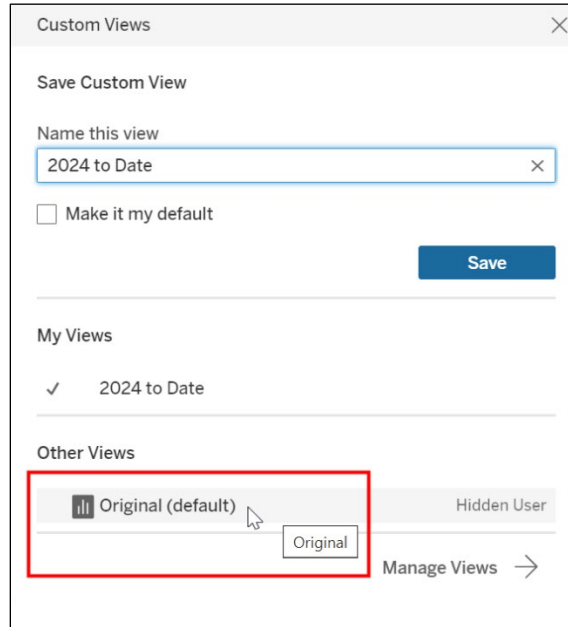 Custom Views
Save Custom View
Name this view
2024 to Date
Make it my default
Save
My Views
2024 to Date
Other Views
Original (default) Hidden User
Original
Manage Views